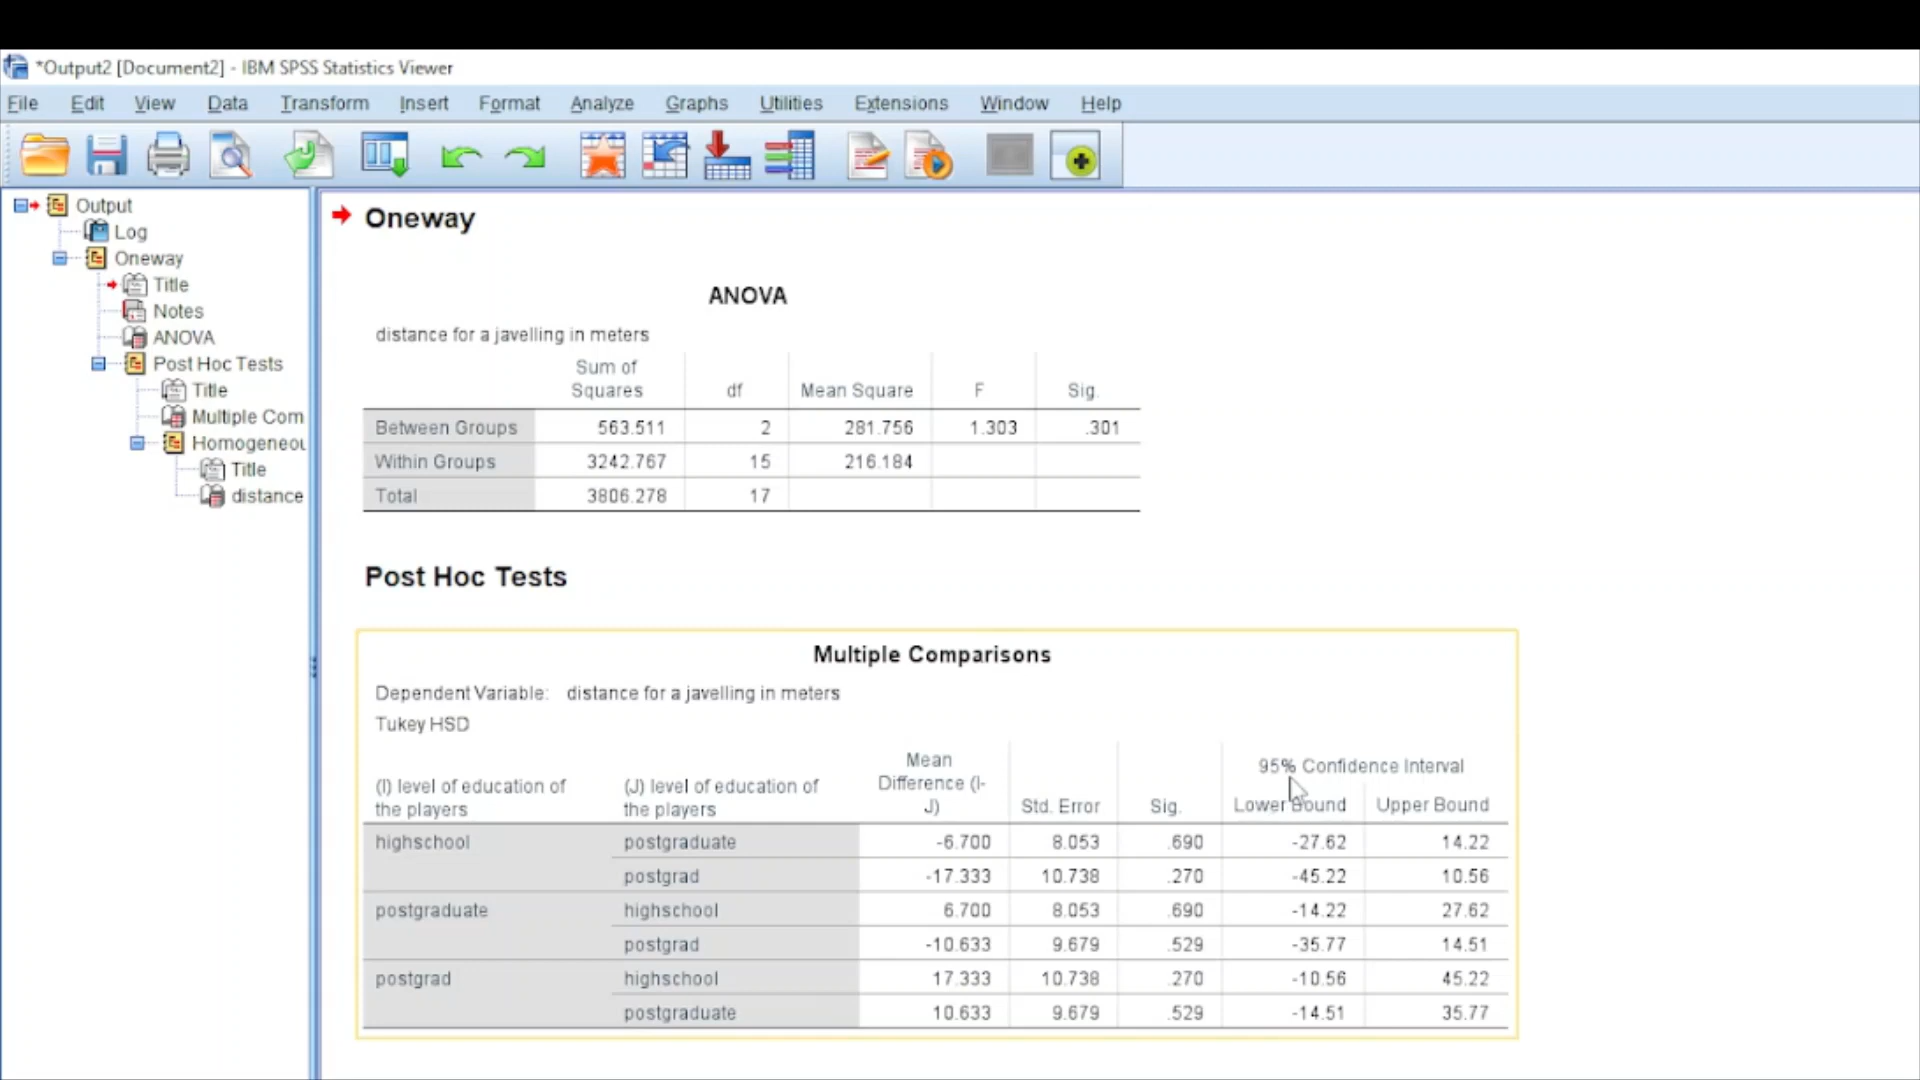 *Output2 [Document2] - IBM SPSS Statistics Viewer
File Edit View Data Transform Insert Format Analyze Graphs Utilities Extensions Window Help
Output
Log
Oneway
Title
Notes
ANOVA
Post Hoc Tests
Title
Multiple Com
Homogeneou
Title
distance
Oneway
ANOVA
distance for a javelling in meters
Sum of Squares df Mean Square F Sig.
Between Groups 563.511 2 281.756 1.303 .301
Within Groups 3242.767 15 216.184
Total 3806.278 17
Post Hoc Tests
Multiple Comparisons
Dependent Variable: distance for a javelling in meters
Tukey HSD
(I) level of education of the players (J) level of education of the players Mean Difference (I-J) Std. Error Sig. 95% Confidence Interval
Lower Bound Upper Bound
highschool postgraduate -6.700 8.053 .690 -27.62 14.22
postgrad -17.333 10.738 .270 -45.22 10.56
postgraduate highschool 6.700 8.053 .690 -14.22 27.62
postgrad -10.633 9.679 .529 -35.77 14.51
postgrad highschool 17.333 10.738 .270 -10.56 45.22
postgraduate 10.633 9.679 .529 -14.51 35.77